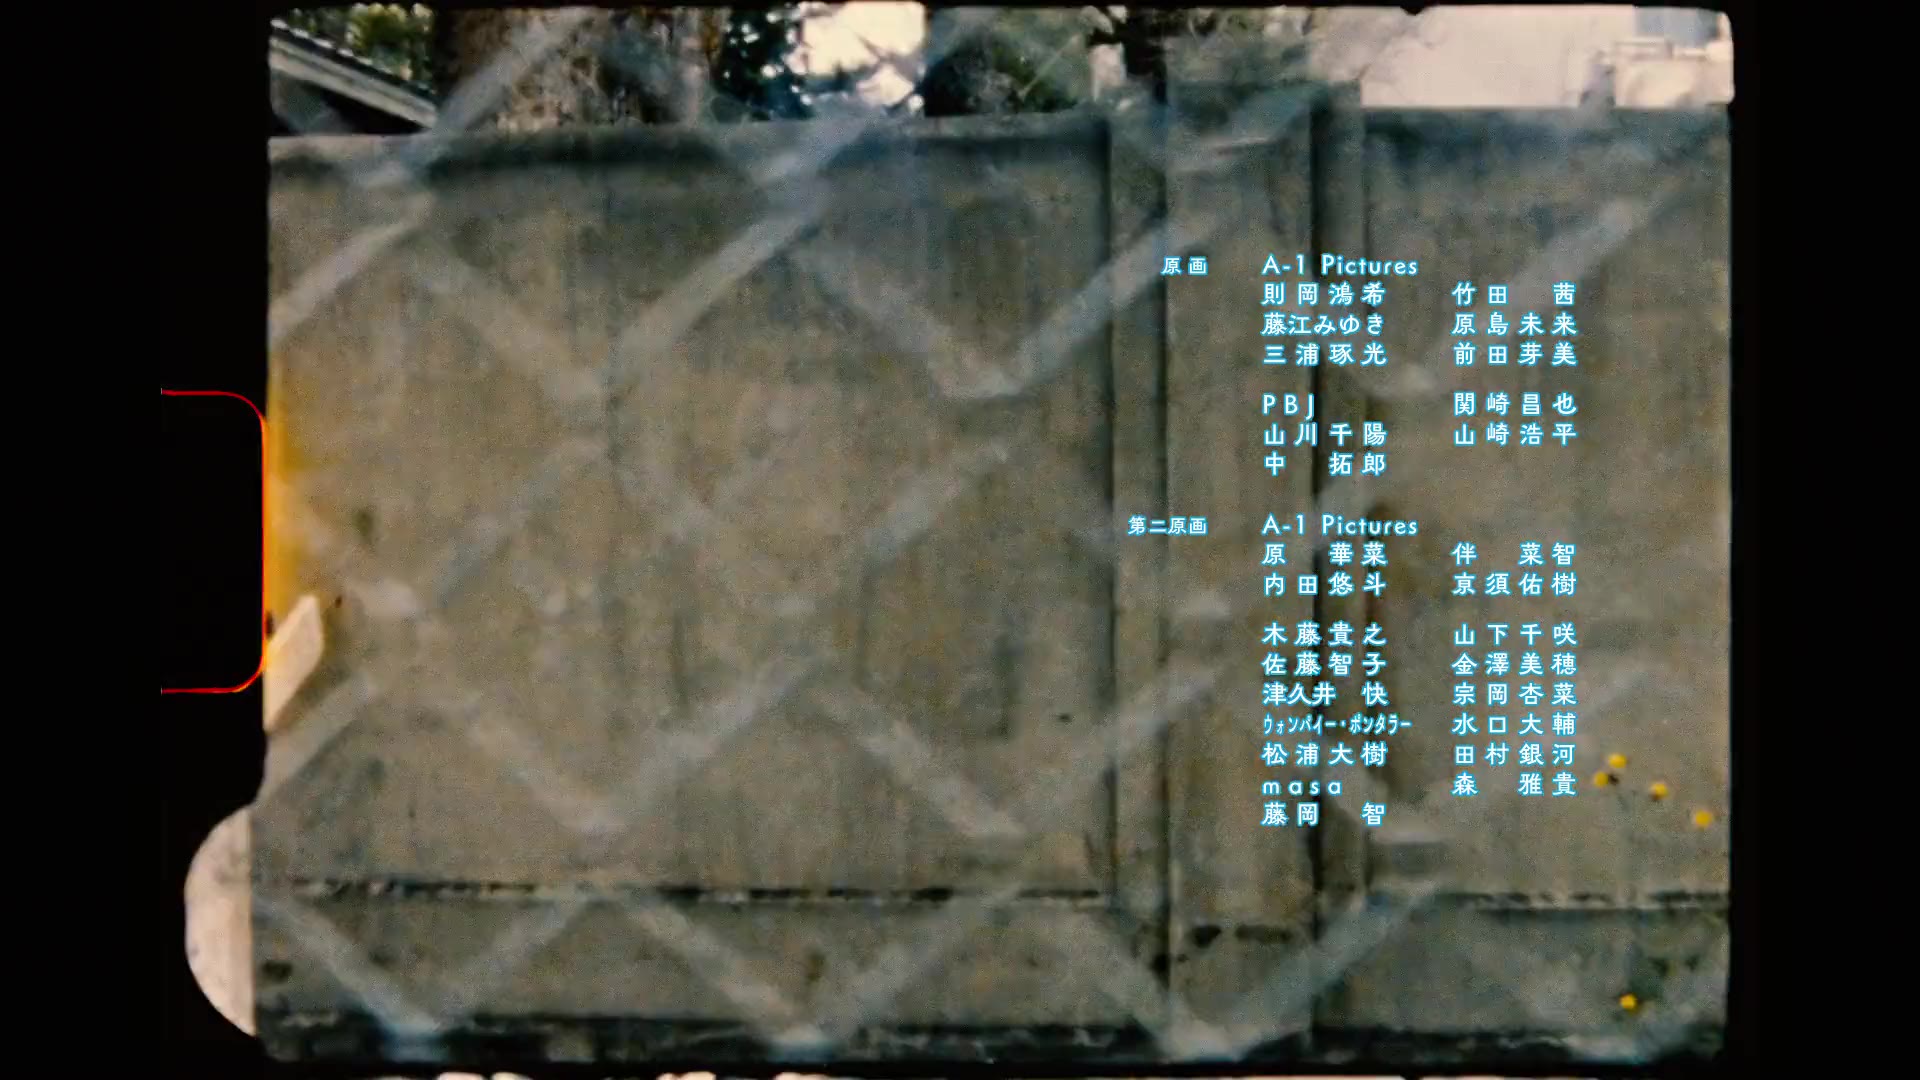 原画 A-1 Pictures
則岡鴻希 竹田 茜
藤江みゆき 原島未来
三浦琢光 前田芽美
PBJ 関崎昌也
山川千陽 山崎浩平
中 拓郎
第二原画 A-1 Pictures
原 華菜 伴 菜智
内田悠斗 京須佑樹
木藤貴之 山下千咲
佐藤智子 金澤美穂
津久井 快 宗岡杏菜
ウォンパイー・ポンタラー 水口大輔
松浦大樹 田村銀河
masa 森 雅貴
藤岡 智